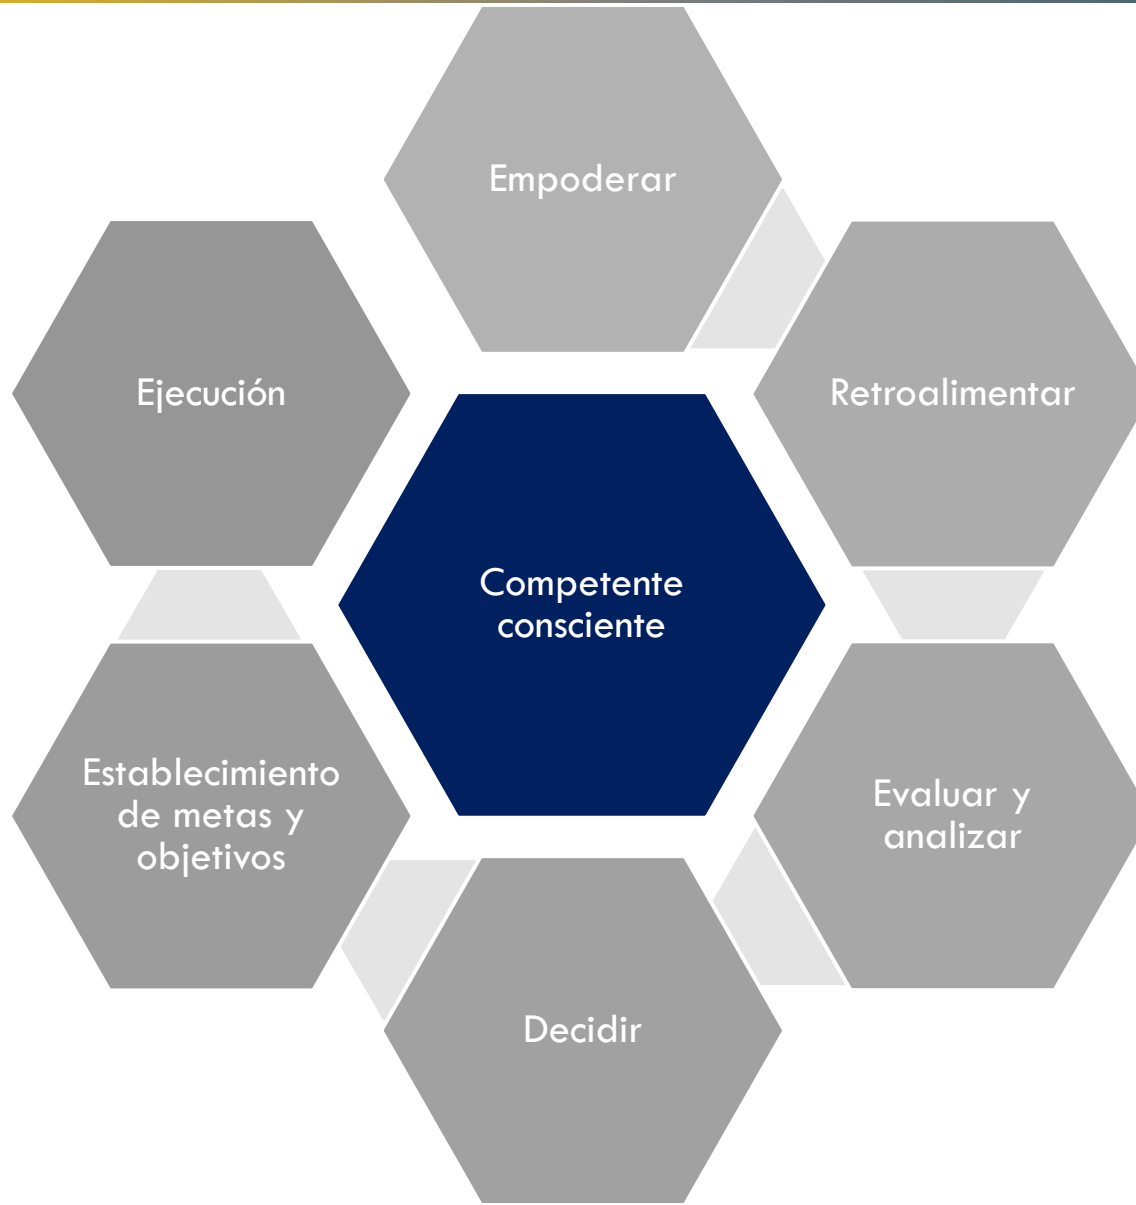 Empoderar
Retroalimentar
Evaluar y
analizar
Decidir
Establecimiento
de metas y
objetivos
Ejecución
Competente
consciente